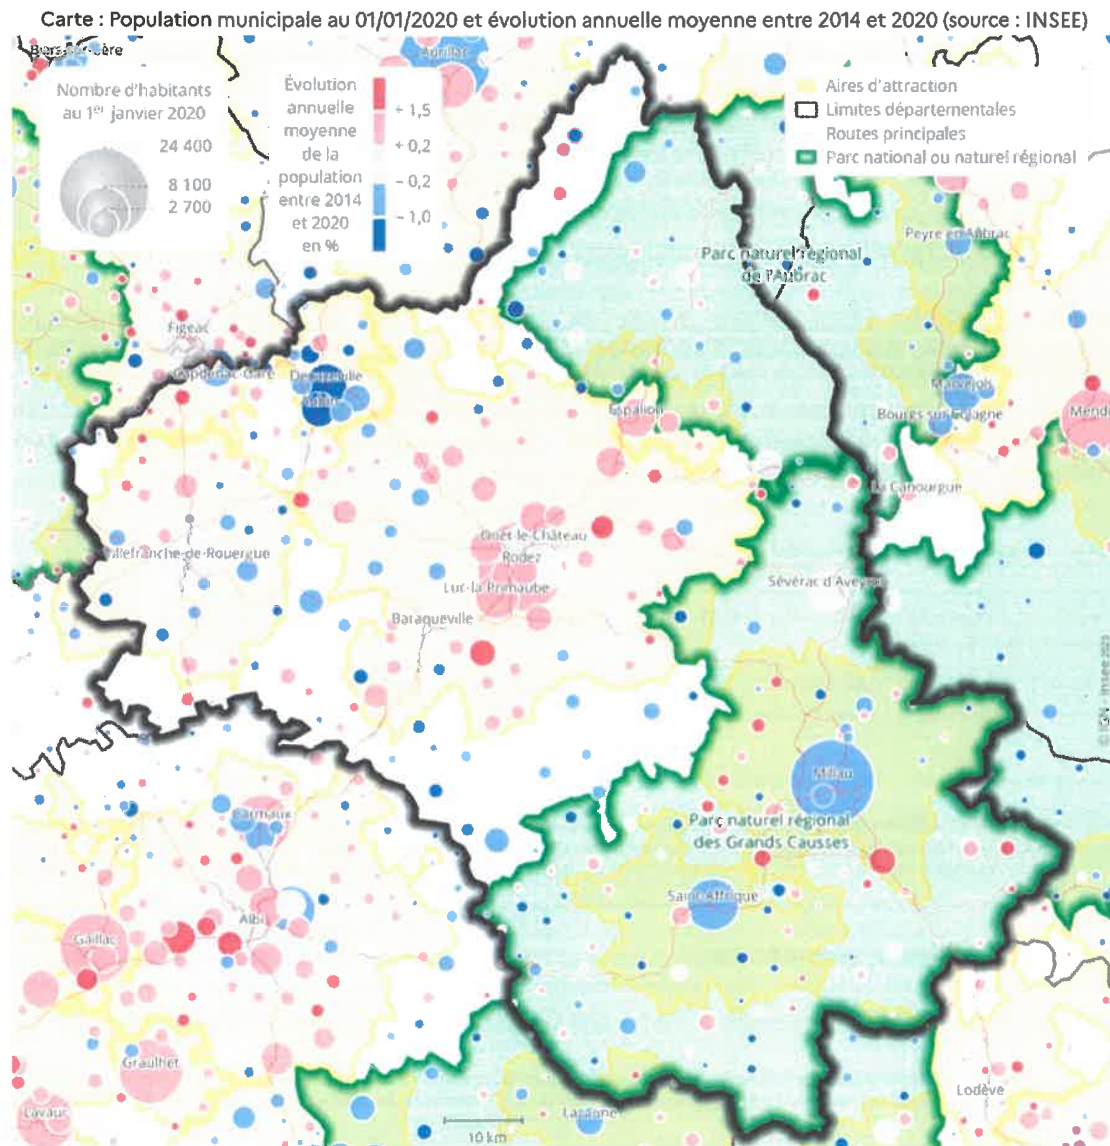 Carte : Population municipale au 01/01/2020 et évolution annuelle moyenne entre 2014 et 2020 (source : INSEE)
Aurillac
Nombre d'habitants
au 1er janvier 2020
24 400
8 100
2 700
Évolution
annuelle
moyenne
de la
population
entre 2014
et 2020
en %
+ 1,5
+ 0,2
- 0,2
- 1,0
Aires d'attraction
Limites départementales
Routes principales
Parc national ou naturel régional
Peyre en Aubrac
Parc naturel régional
de l'Aubrac
Figeac
Capdenac-Gare
Decazeville
Aubin
Espalion
Marvejols
Bourgs sur Colagne
Mende
La Canourgue
Onet-le-Château
Rodez
Villefranche-de-Rouergue
Luc-la-Primaube
Sévérac d'Aveyron
Baraqueville
© IGN - Insee 2023
Millau
Carmaux
Parc naturel régional
des Grands Causses
Saint-Affrique
Albi
Gaillac
Graulhet
Lodève
Lavaur
Lacaune
10 km